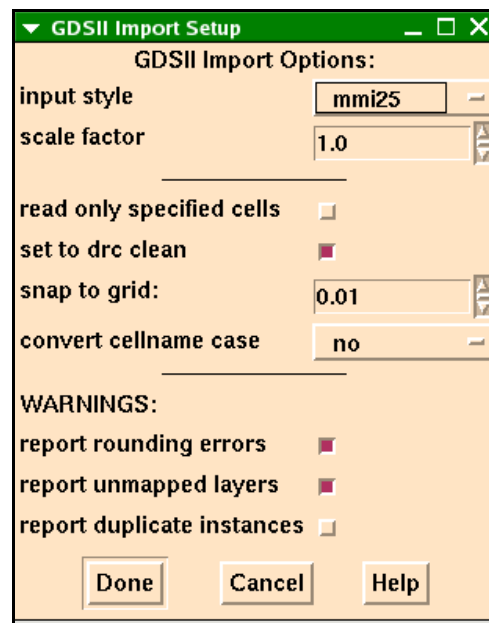 GDSII Import Setup
GDSII Import Options:
input style mmi25
scale factor 1.0
read only specified cells
set to drc clean
snap to grid: 0.01
convert cellname case no
WARNINGS:
report rounding errors
report unmapped layers
report duplicate instances
Done Cancel Help